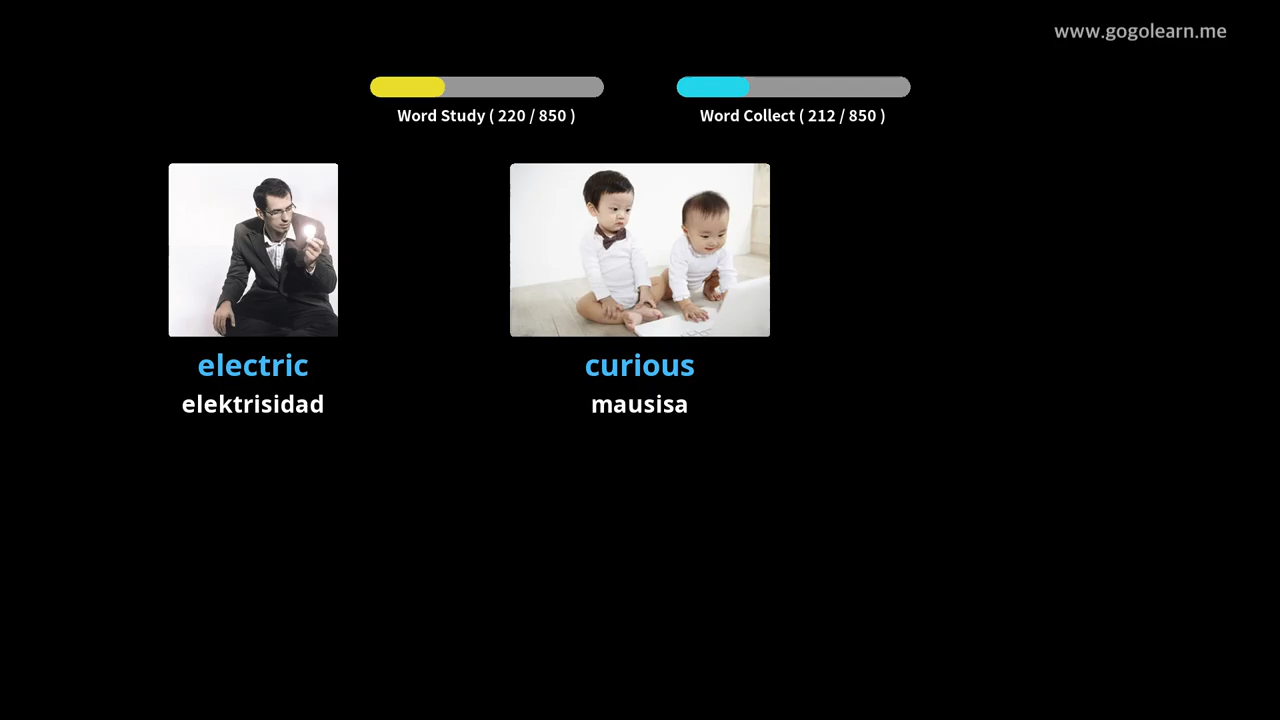 www.gogolearn.me
Word Study ( 220 / 850 )
Word Collect ( 212 / 850 )
electric
elektrisidad
curious
mausisa